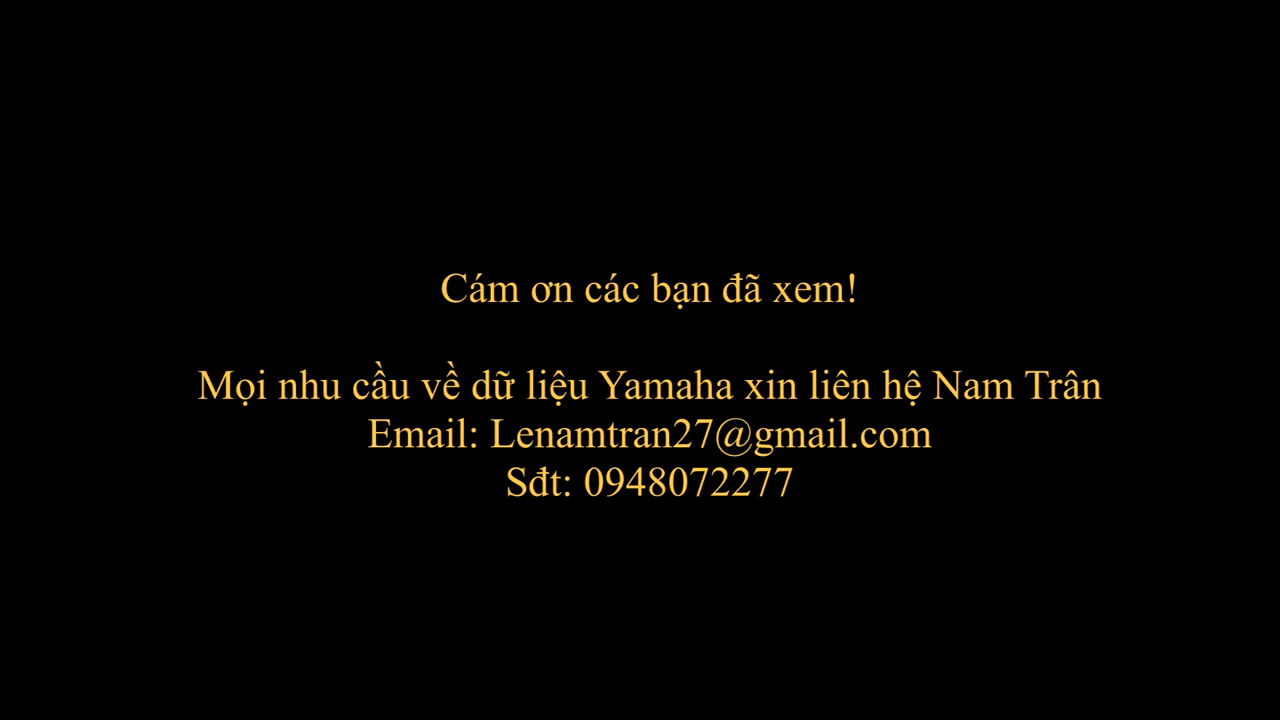 Cám ơn các bạn đã xem!
Mọi nhu cầu về dữ liệu Yamaha xin liên hệ Nam Trân
Email: Lenamtran27@gmail.com
Sđt: 0948072277